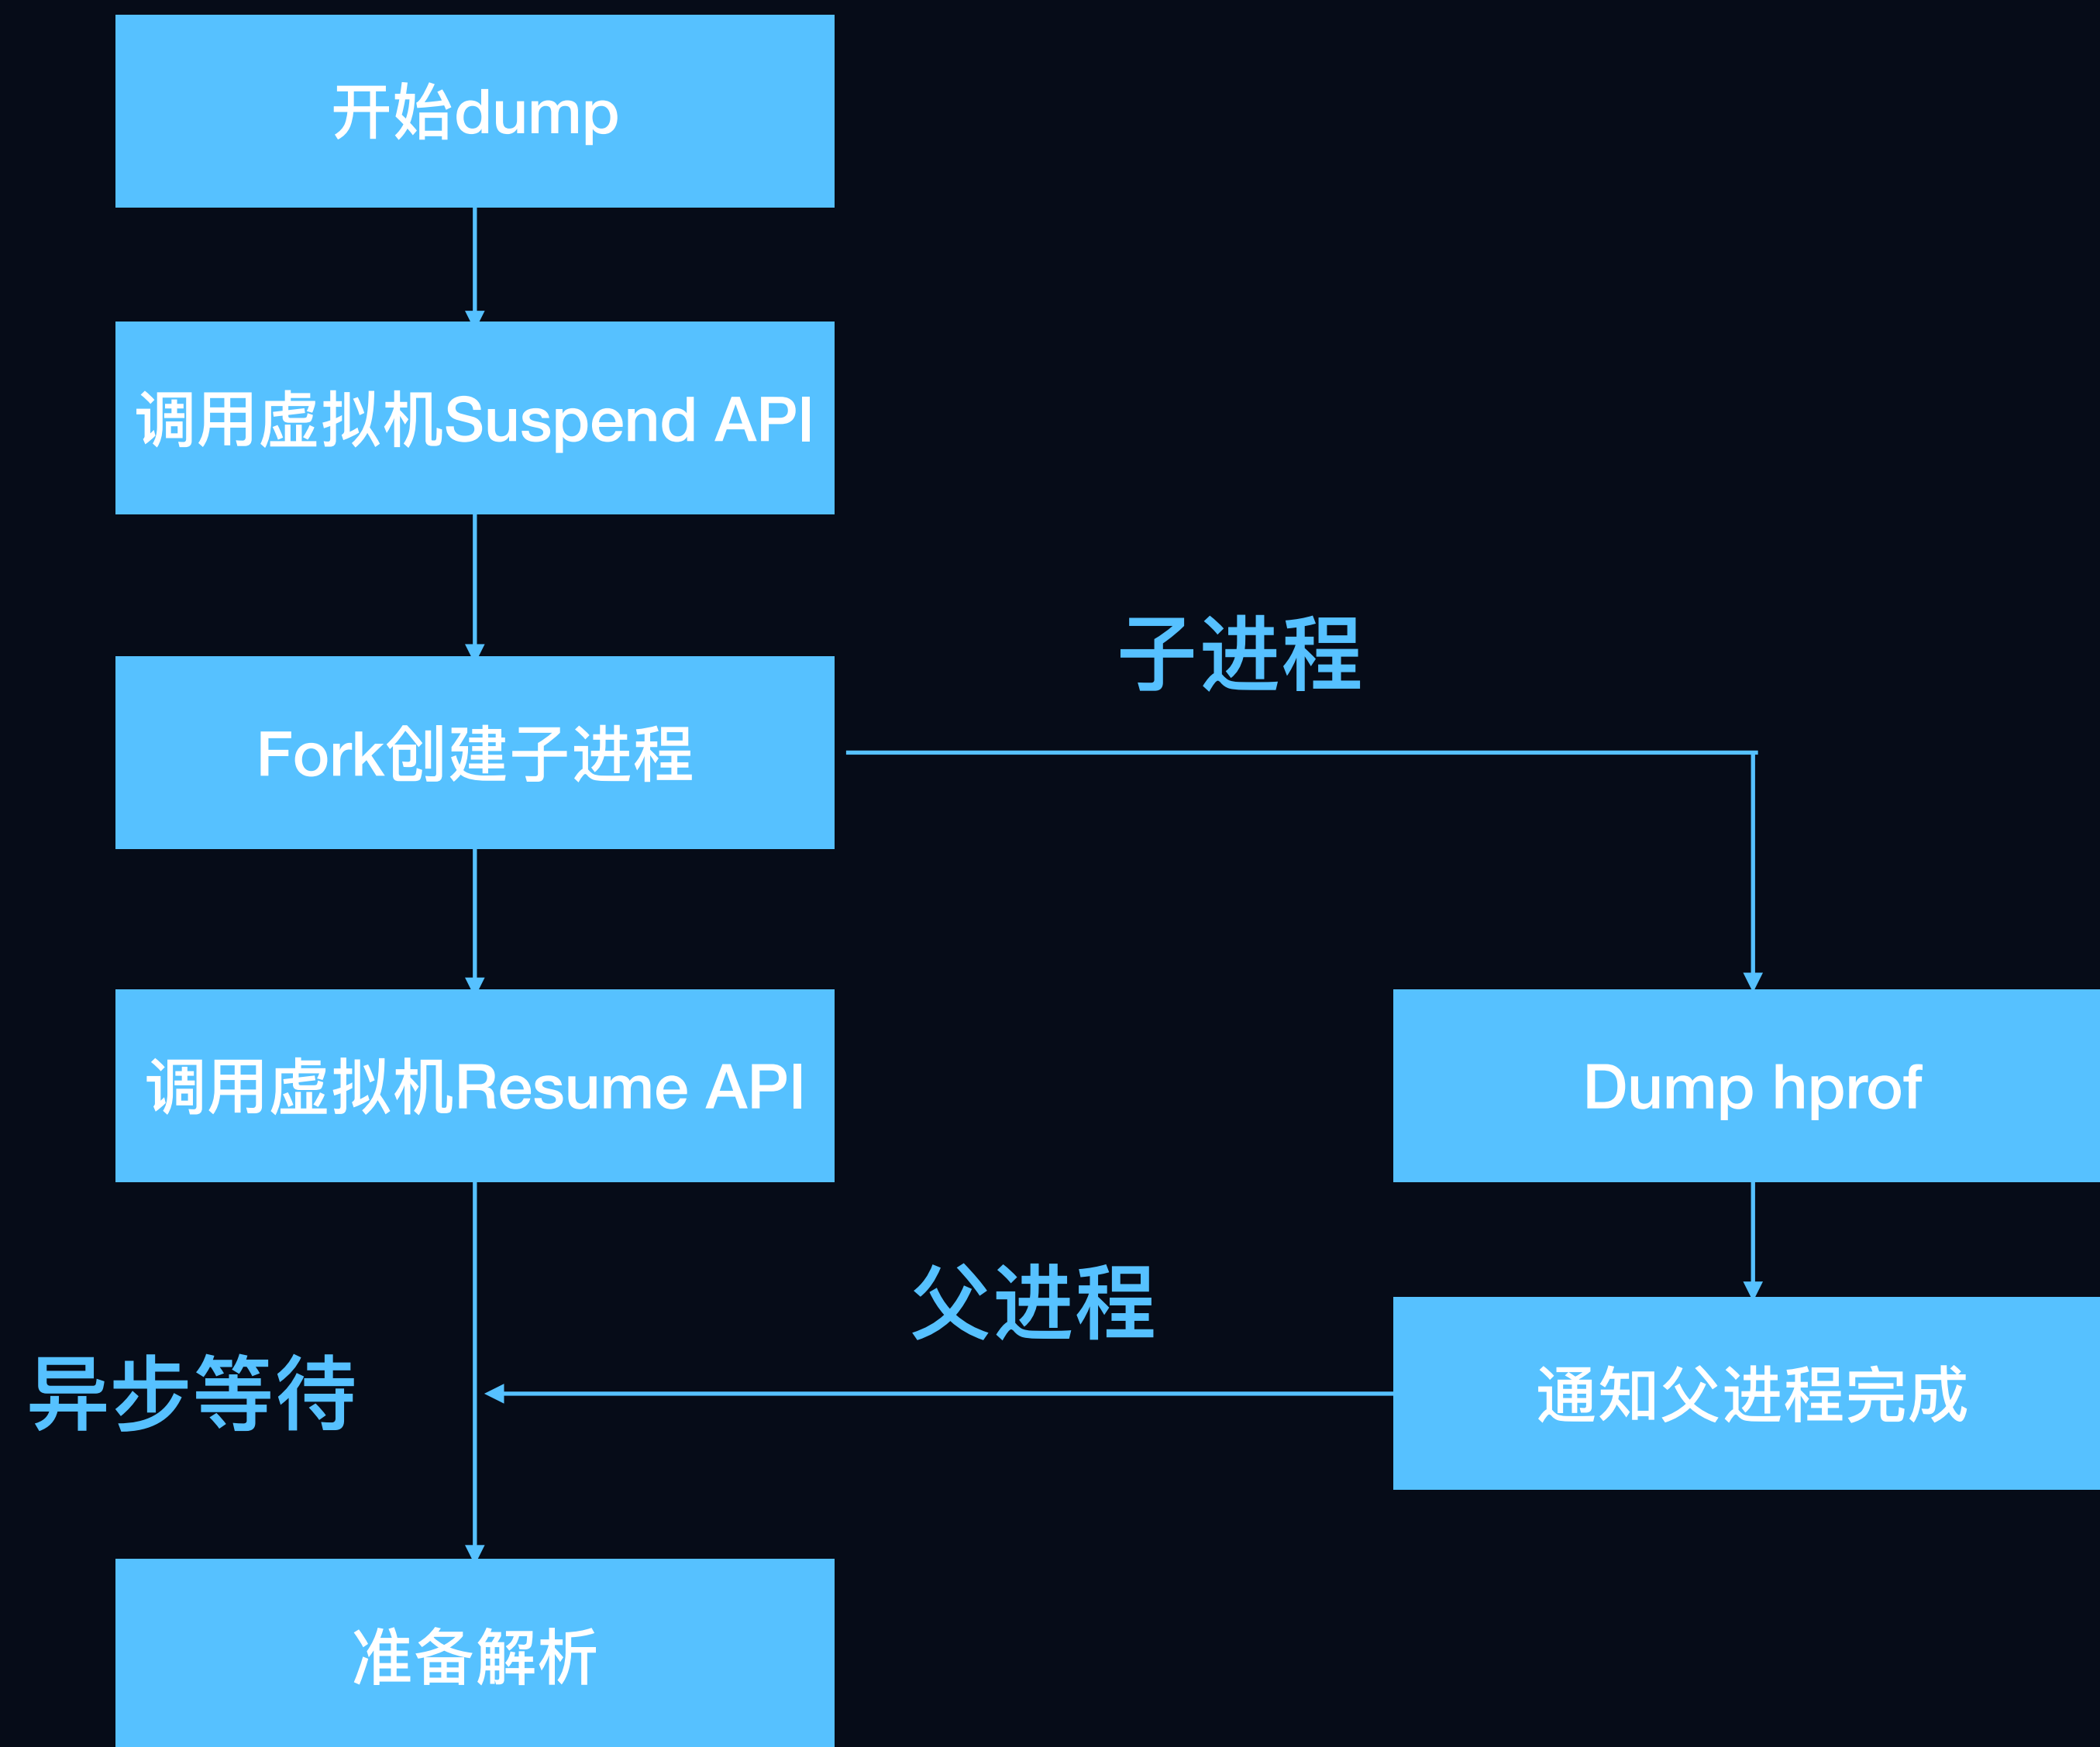 开始dump
调用虚拟机Suspend API
子进程
Fork创建子进程
调用虚拟机Resume API
Dump hprof
父进程
异步等待
通知父进程完成
准备解析